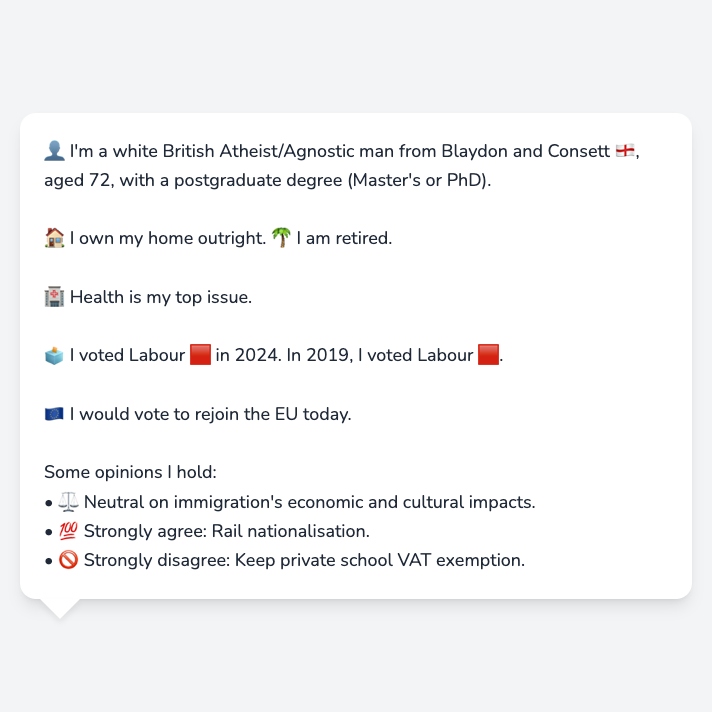 👤 I'm a white British Atheist/Agnostic man from Blaydon and Consett 🏴󠁧󠁢󠁥󠁮󠁧󠁿,
aged 72, with a postgraduate degree (Master's or PhD).
🏠 I own my home outright. 🌴 I am retired.
🏥 Health is my top issue.
🗳️ I voted Labour 🟥 in 2024. In 2019, I voted Labour 🟥.
🇪🇺 I would vote to rejoin the EU today.
Some opinions I hold:
• ⚖️ Neutral on immigration's economic and cultural impacts.
• 💯 Strongly agree: Rail nationalisation.
• 🚫 Strongly disagree: Keep private school VAT exemption.